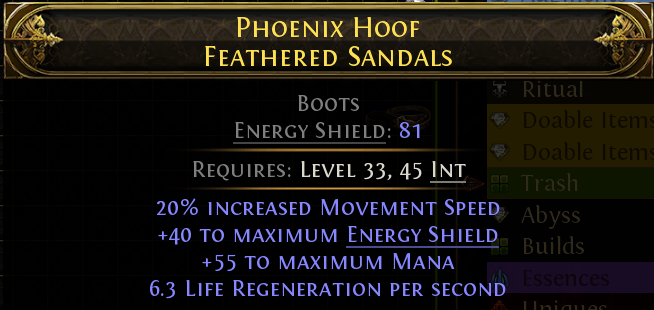 Phoenix Hoof
Feathered Sandals
Boots
Energy Shield: 81
Requires: Level 33, 45 Int
20% increased Movement Speed
+40 to maximum Energy Shield
+55 to maximum Mana
6.3 Life Regeneration per second
Ritual
Doable Items
Doable Items
Trash
Abyss
Builds
Essences
Uniques